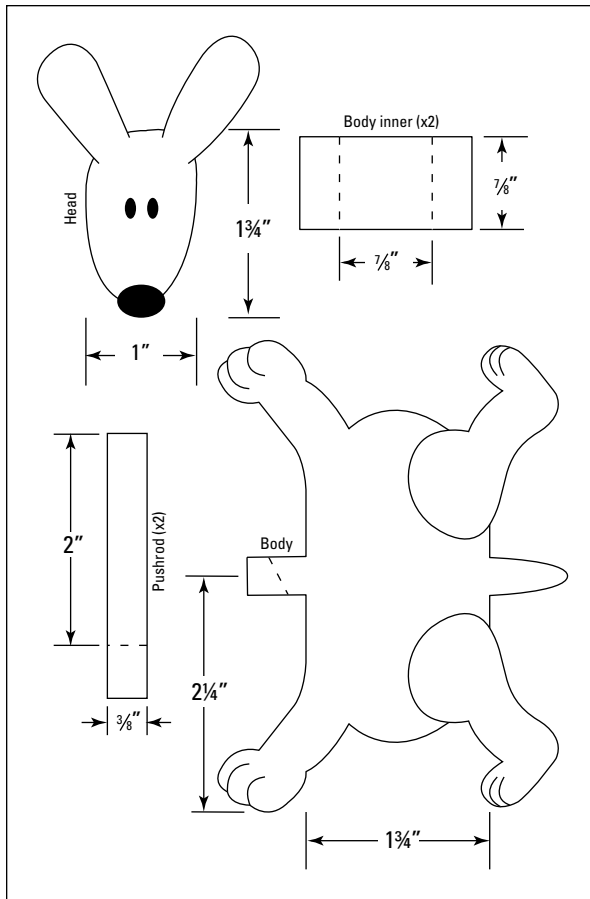 Body inner (x2)
Head
1¾″
⅞″
⅞″
1″
2″
Pushrod (x2)
Body
2¼″
⅜″
1¾″